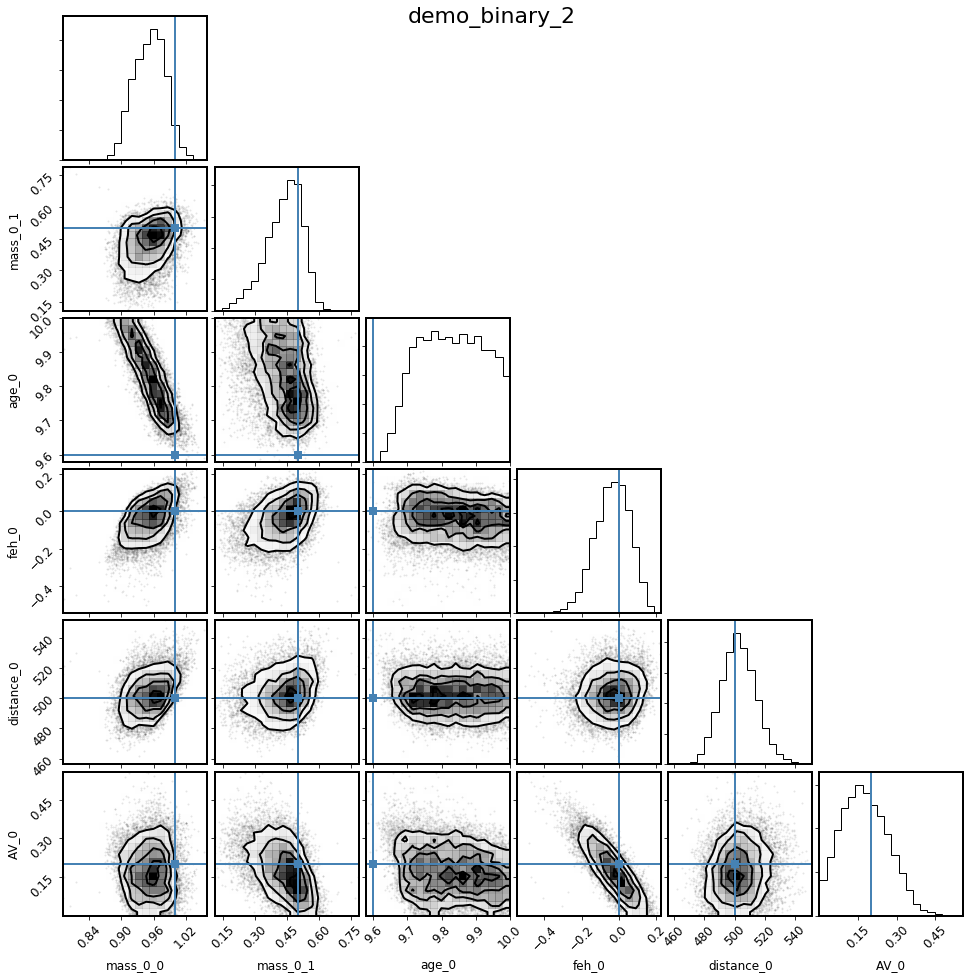 demo_binary_2
mass_0_1
0.75
0.60
0.45
0.30
0.15
age_0
10.0
9.9
9.8
9.7
9.6
feh_0
0.2
0.0
−0.2
−0.4
distance_0
540
520
500
480
460
AV_0
0.45
0.30
0.15
0.84 0.90 0.96 1.02 0.15 0.30 0.45 0.60 0.75 9.6 9.7 9.8 9.9 10.0 −0.4 −0.2 0.0 0.2 460 480 500 520 540 0.15 0.30 0.45
mass_0_0 mass_0_1 age_0 feh_0 distance_0 AV_0